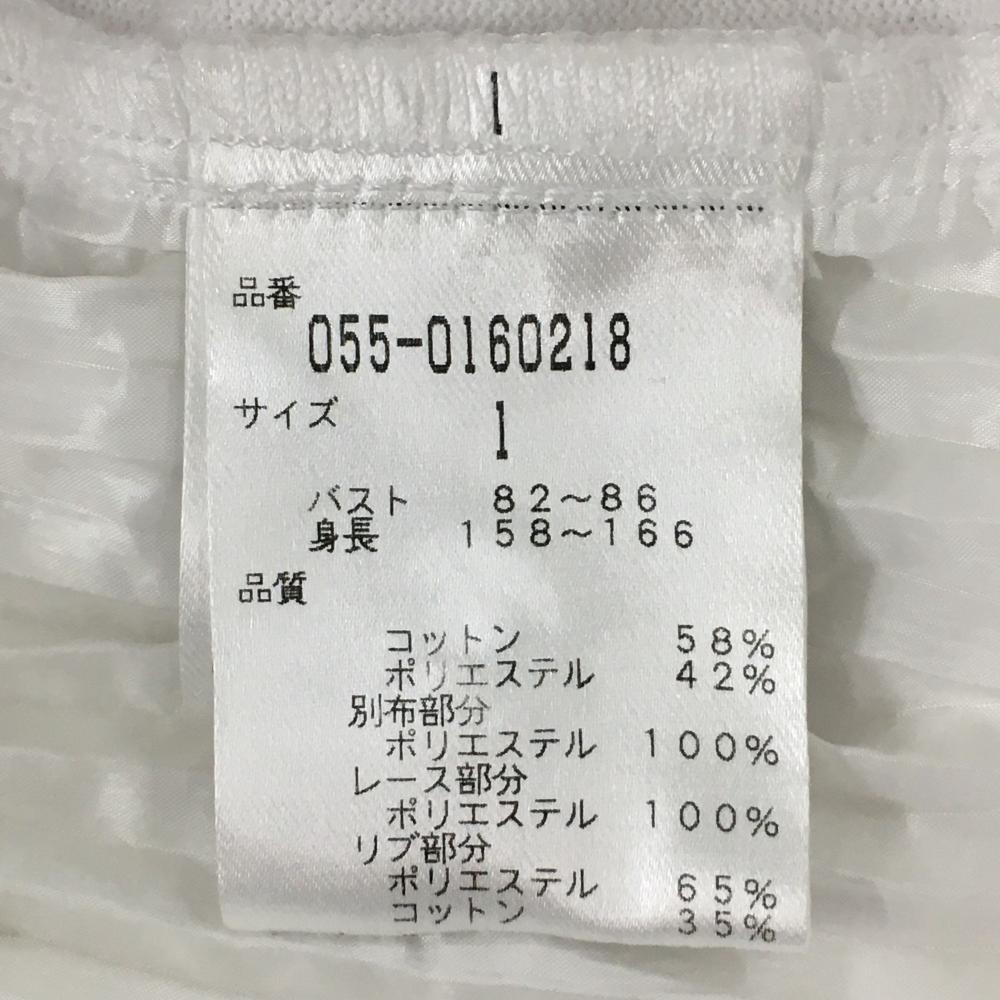 1
品番
055-0160218
サイズ
1
バスト 82～86
身長 158～166
品質
コットン 58%
ポリエステル 42%
別布部分
ポリエステル 100%
レース部分
ポリエステル 100%
リブ部分
ポリエステル 65%
コットン 35%